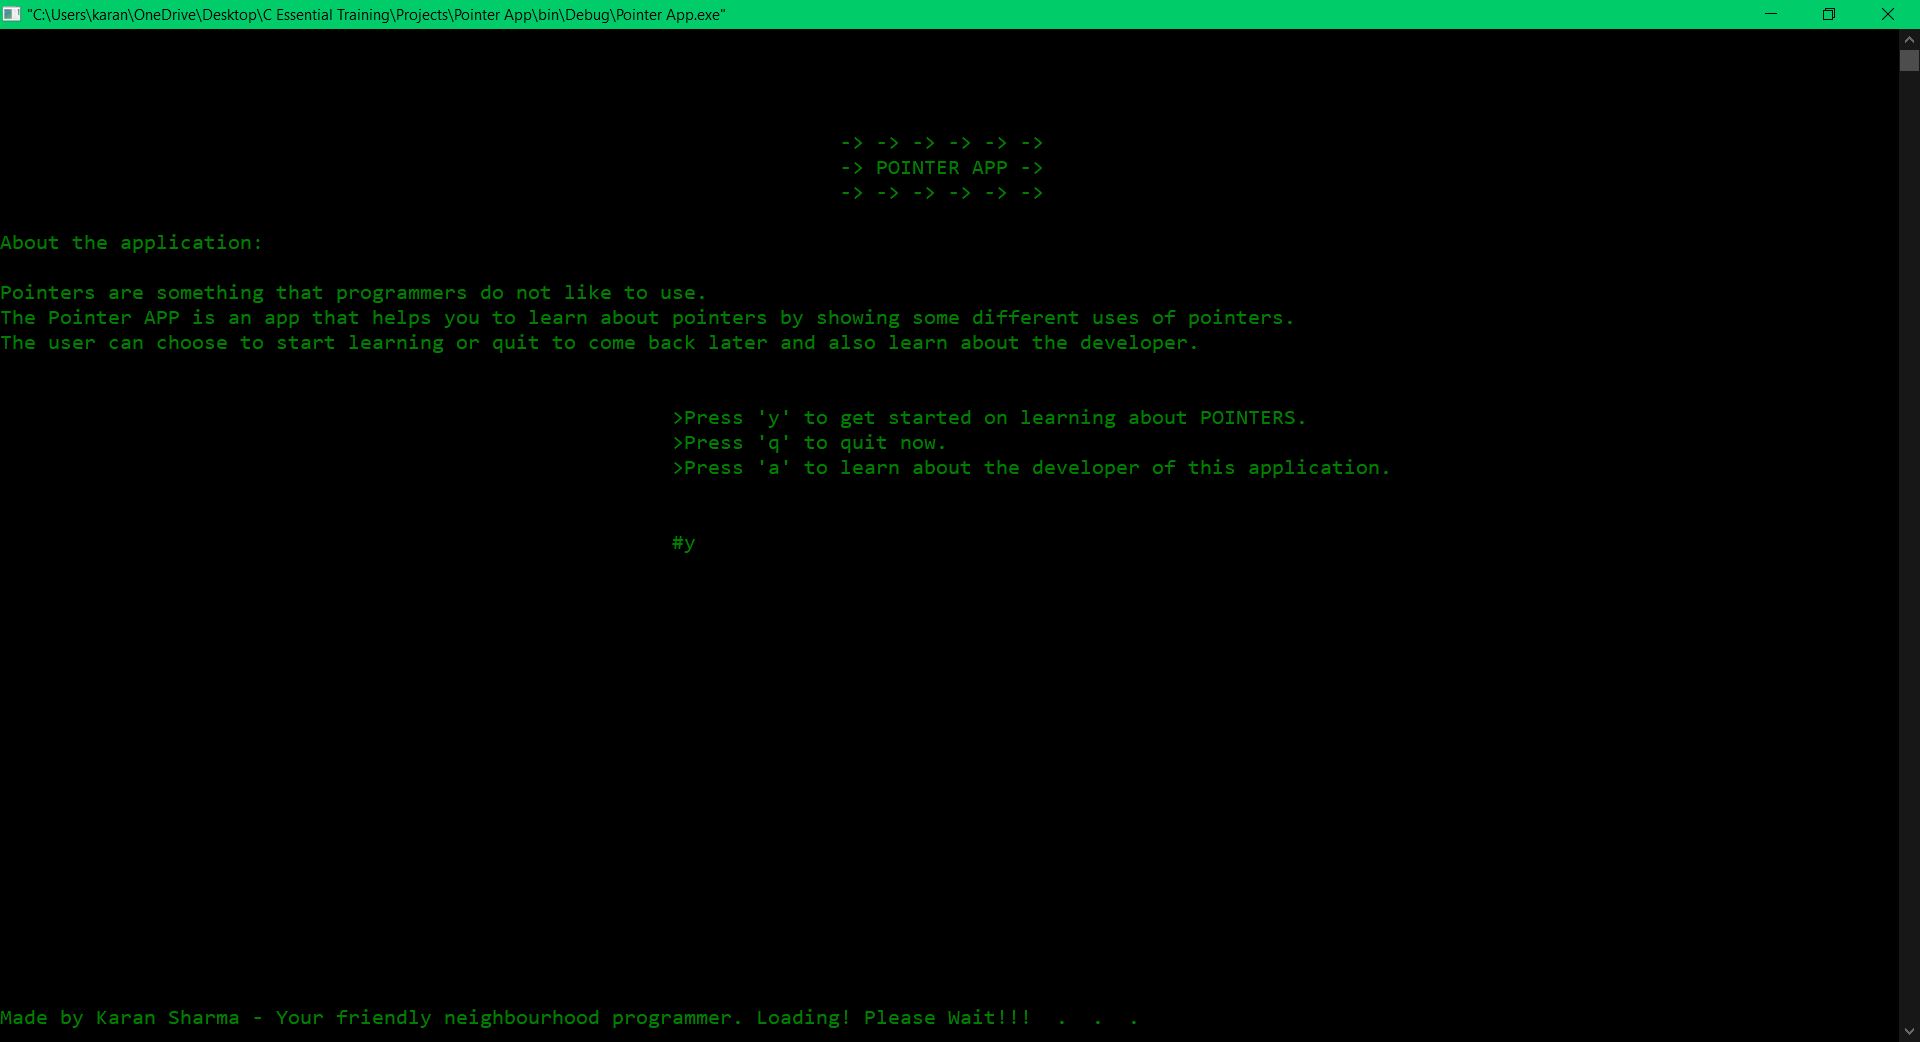 "C:\Users\karan\OneDrive\Desktop\C Essential Training\Projects\Pointer App\bin\Debug\Pointer App.exe"
-> -> -> -> -> ->
-> POINTER APP ->
-> -> -> -> -> ->
About the application:
Pointers are something that programmers do not like to use.
The Pointer APP is an app that helps you to learn about pointers by showing some different uses of pointers.
The user can choose to start learning or quit to come back later and also learn about the developer.
>Press 'y' to get started on learning about POINTERS.
>Press 'q' to quit now.
>Press 'a' to learn about the developer of this application.
#y
Made by Karan Sharma - Your friendly neighbourhood programmer. Loading! Please Wait!!!  .  .  .